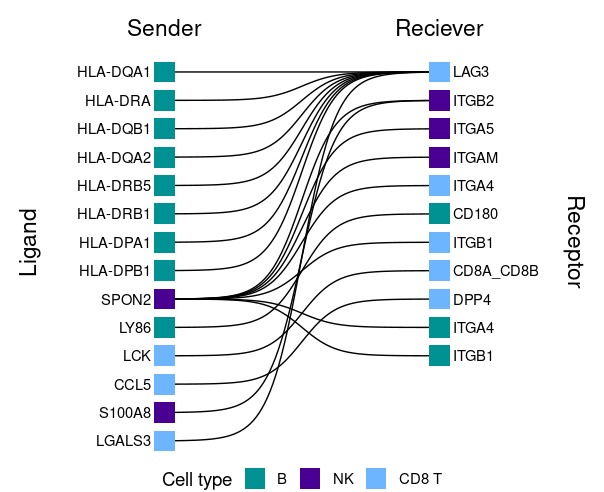 Sender
Reciever
HLA-DQA1
LAG3
HLA-DRA
ITGB2
HLA-DQB1
ITGA5
HLA-DQA2
ITGAM
HLA-DRB5
ITGA4
HLA-DRB1
CD180
HLA-DPA1
ITGB1
HLA-DPB1
CD8A_CD8B
SPON2
DPP4
LY86
ITGA4
LCK
ITGB1
CCL5
S100A8
LGALS3
Ligand
Receptor
Cell type B NK CD8 T